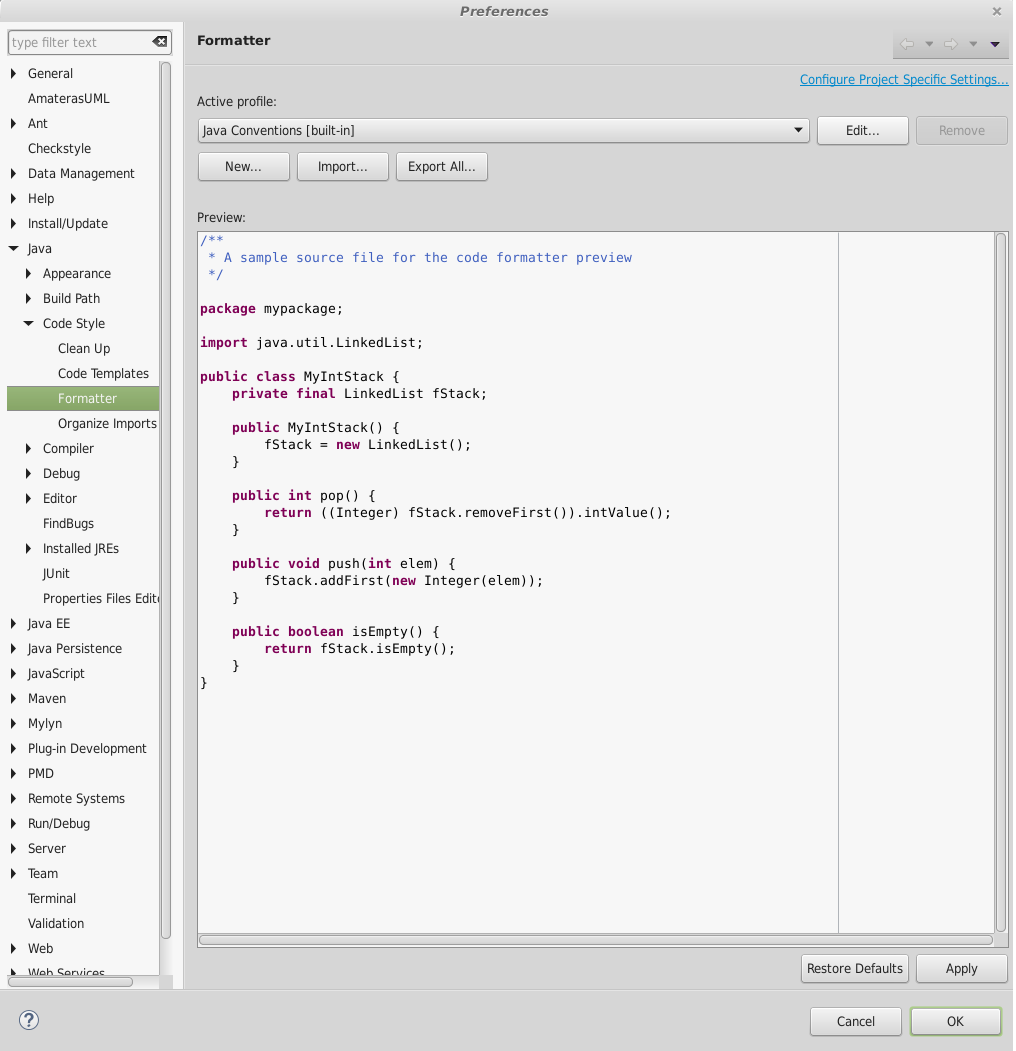 Preferences
type filter text
General
AmaterasUML
Ant
Checkstyle
Data Management
Help
Install/Update
Java
Appearance
Build Path
Code Style
Clean Up
Code Templates
Formatter
Organize Imports
Compiler
Debug
Editor
FindBugs
Installed JREs
JUnit
Properties Files Edito
Java EE
Java Persistence
JavaScript
Maven
Mylyn
Plug-in Development
PMD
Remote Systems
Run/Debug
Server
Team
Terminal
Validation
Web
Web Services
Formatter
Configure Project Specific Settings...
Active profile:
Java Conventions [built-in]
Edit...
Remove
New...
Import...
Export All...
Preview:
/**
 * A sample source file for the code formatter preview
 */
package mypackage;
import java.util.LinkedList;
public class MyIntStack {
    private final LinkedList fStack;
    public MyIntStack() {
        fStack = new LinkedList();
    }
    public int pop() {
        return ((Integer) fStack.removeFirst()).intValue();
    }
    public void push(int elem) {
        fStack.addFirst(new Integer(elem));
    }
    public boolean isEmpty() {
        return fStack.isEmpty();
    }
}
Restore Defaults
Apply
?
Cancel
OK